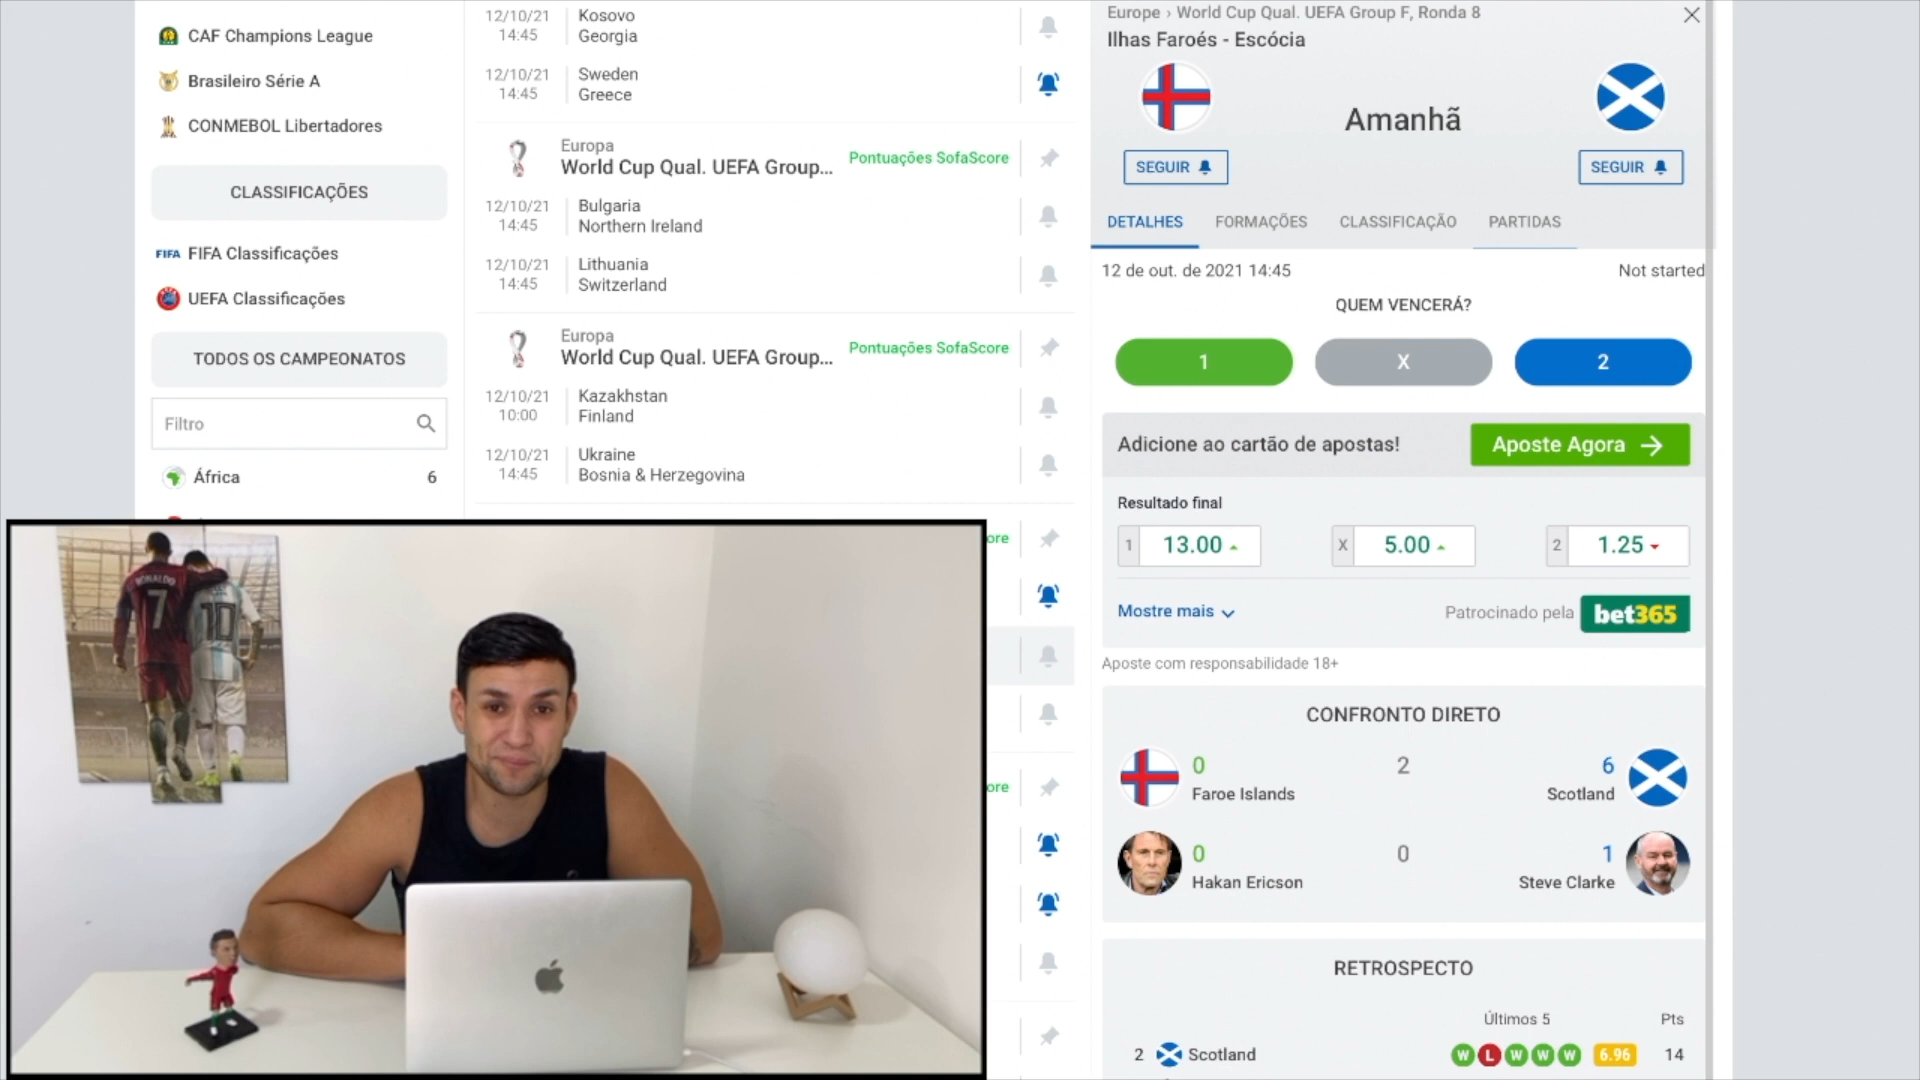 CAF Champions League
Brasileiro Série A
CONMEBOL Libertadores
CLASSIFICAÇÕES
FIFA FIFA Classificações
UEFA Classificações
TODOS OS CAMPEONATOS
Filtro
África 6
12/10/21 Kosovo
14:45 Georgia
12/10/21 Sweden
14:45 Greece
Europa
World Cup Qual. UEFA Group... Pontuações SofaScore
12/10/21 Bulgaria
14:45 Northern Ireland
12/10/21 Lithuania
14:45 Switzerland
Europa
World Cup Qual. UEFA Group... Pontuações SofaScore
12/10/21 Kazakhstan
10:00 Finland
12/10/21 Ukraine
14:45 Bosnia & Herzegovina
ore
ore
RONALDO
7
10
Europe › World Cup Qual. UEFA Group F, Ronda 8
Ilhas Faroés - Escócia
Amanhã
SEGUIR SEGUIR
DETALHES FORMAÇÕES CLASSIFICAÇÃO PARTIDAS
12 de out. de 2021 14:45 Not started
QUEM VENCERÁ?
1 X 2
Adicione ao cartão de apostas! Aposte Agora
Resultado final
1 13.00 X 5.00 2 1.25
Mostre mais Patrocinado pela bet365
Aposte com responsabilidade 18+
CONFRONTO DIRETO
0 2 6
Faroe Islands Scotland
0 0 1
Hakan Ericson Steve Clarke
RETROSPECTO
Últimos 5 Pts
2 Scotland W L W W W 6.96 14